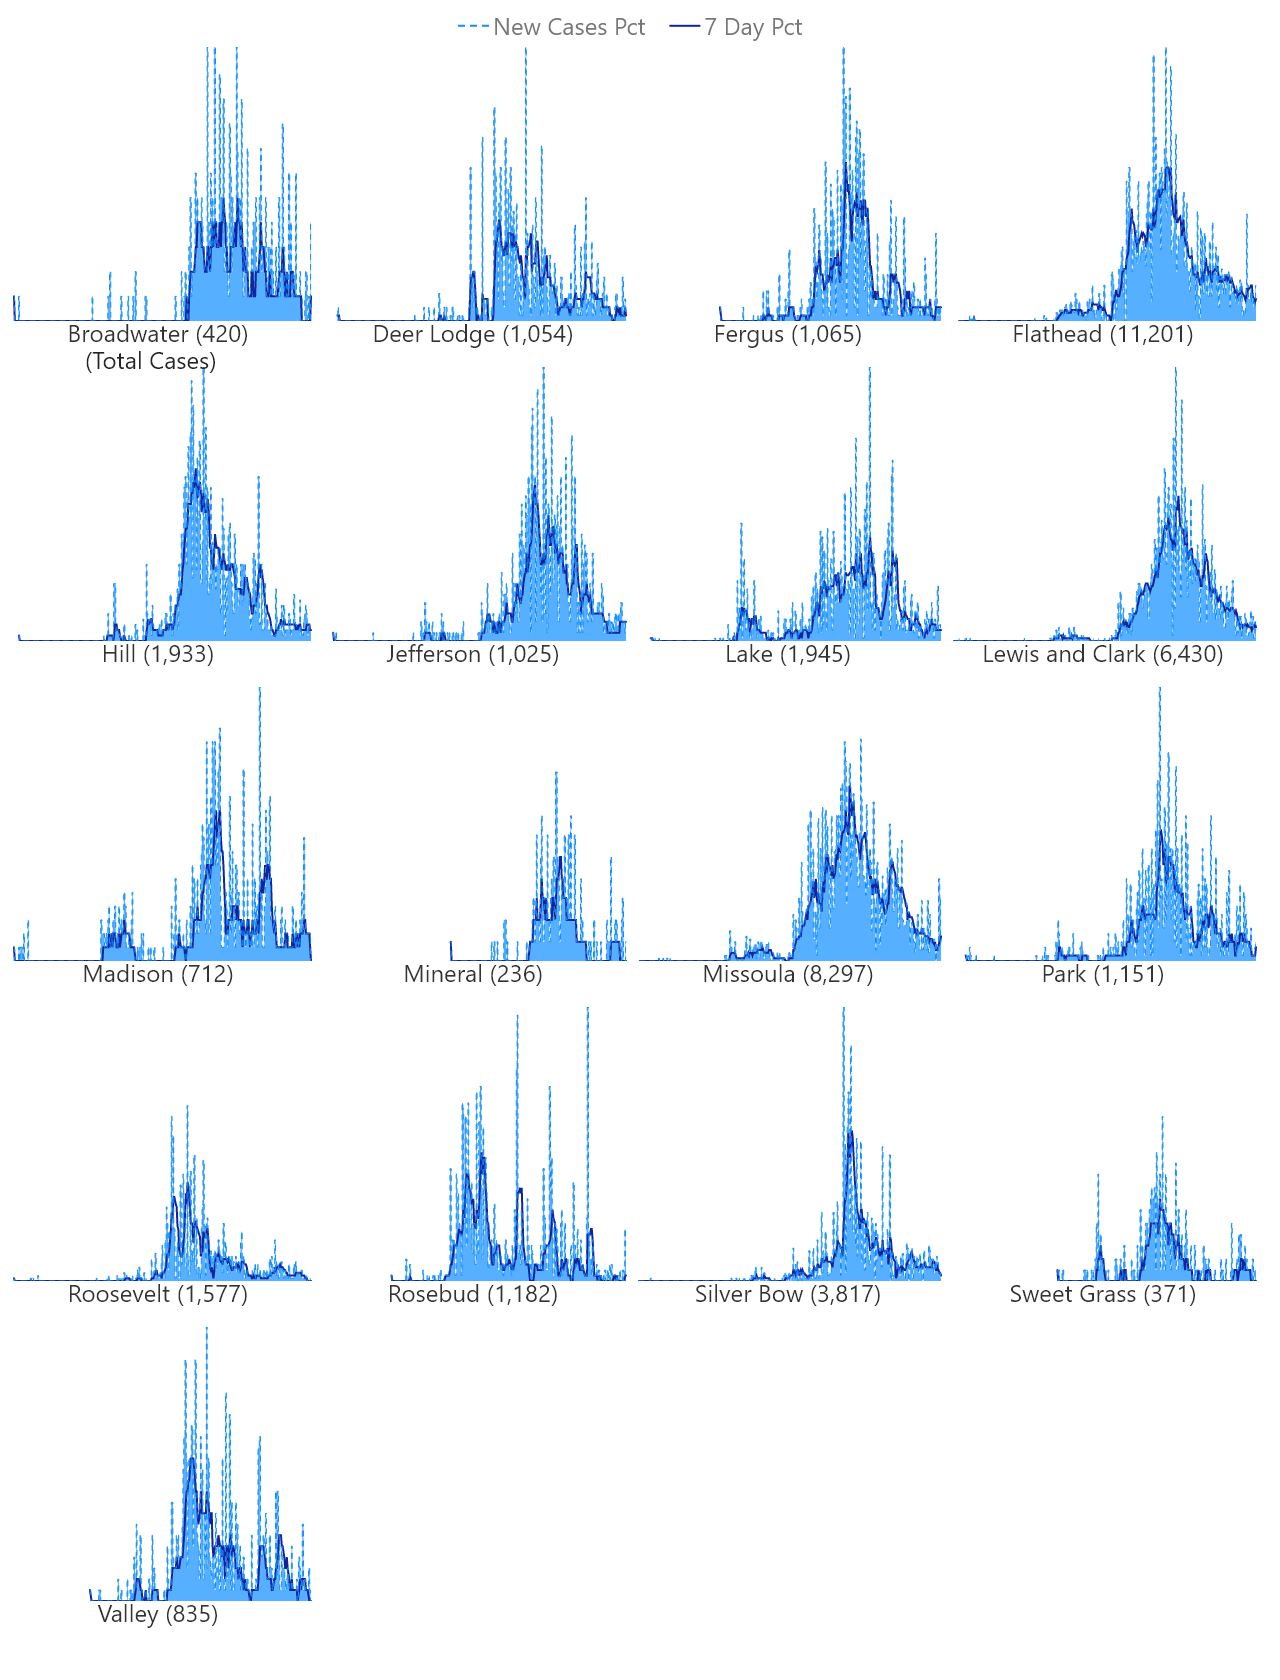 New Cases Pct 7 Day Pct
Broadwater (420) Deer Lodge (1,054) Fergus (1,065) Flathead (11,201)
(Total Cases)
Hill (1,933) Jefferson (1,025) Lake (1,945) Lewis and Clark (6,430)
Madison (712) Mineral (236) Missoula (8,297) Park (1,151)
Roosevelt (1,577) Rosebud (1,182) Silver Bow (3,817) Sweet Grass (371)
Valley (835)